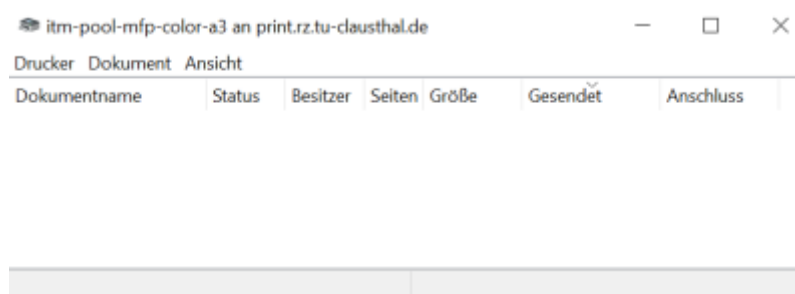 itm-pool-mfp-color-a3 an print.rz.tu-clausthal.de
Drucker Dokument Ansicht
Dokumentname Status Besitzer Seiten Größe Gesendet Anschluss